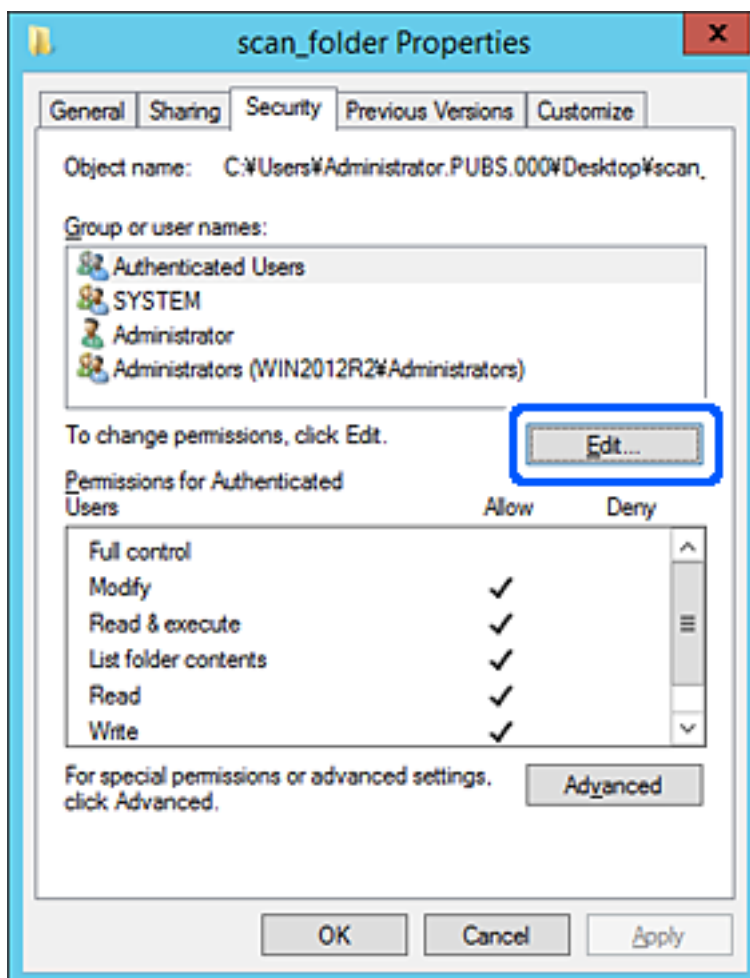 scan_folder Properties
x
General Sharing Security Previous Versions Customize
Object name: C:¥Users¥Administrator.PUBS.000¥Desktop¥scan_
Group or user names:
Authenticated Users
SYSTEM
Administrator
Administrators (WIN2012R2¥Administrators)
To change permissions, click Edit.
Edit...
Permissions for Authenticated
Users Allow Deny
Full control
Modify
Read & execute
List folder contents
Read
Write
For special permissions or advanced settings,
click Advanced.
Advanced
OK Cancel Apply